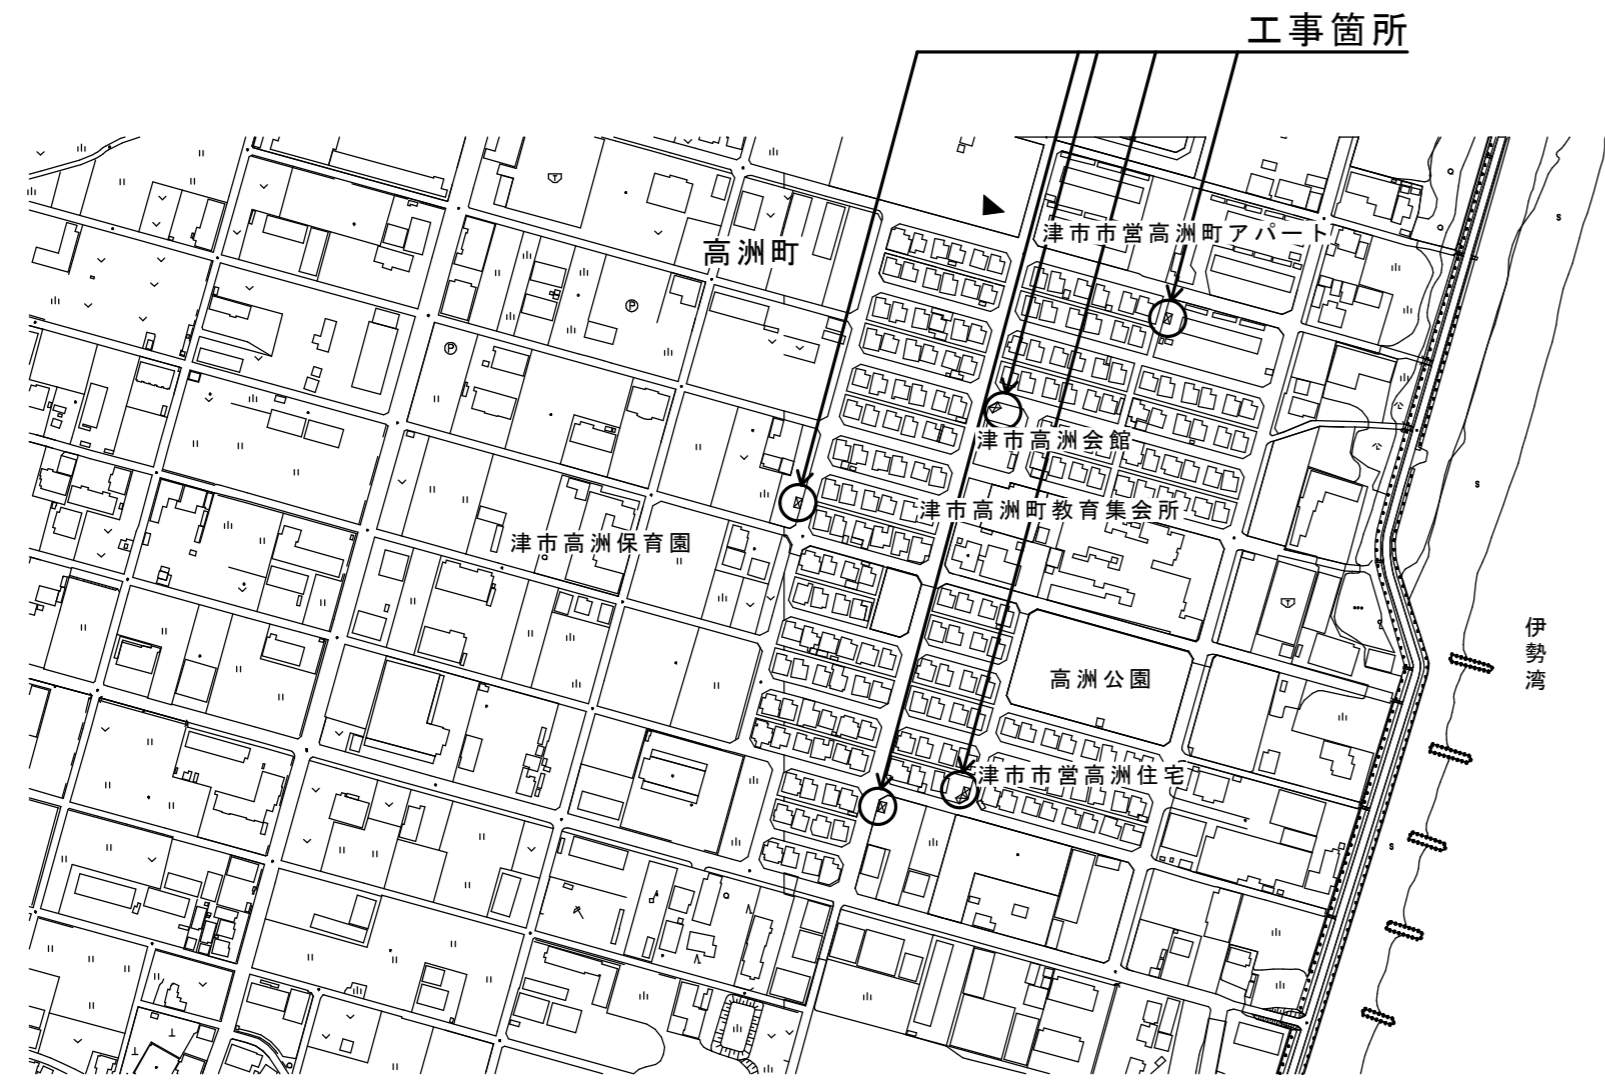 工事箇所
津市市営高洲町アパート
高洲町
津市高洲会館
津市高洲町教育集会所
津市高洲保育園
伊勢湾
高洲公園
津市市営高洲住宅